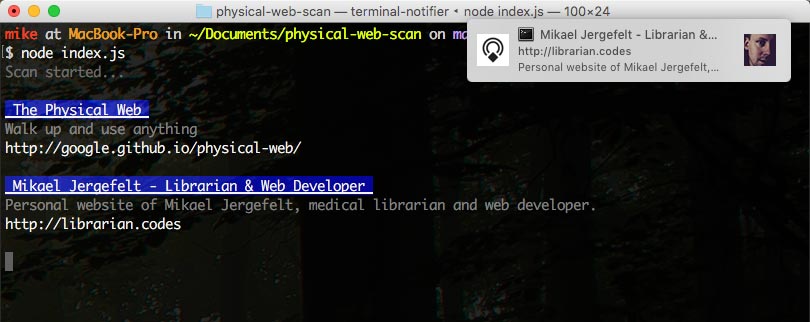 physical-web-scan — terminal-notifier • node index.js — 100×24
mike at MacBook-Pro in ~/Documents/physical-web-scan on
$ node index.js
Scan started...
Mikael Jergefelt - Librarian &...
http://librarian.codes
Personal website of Mikael Jergefelt,...
The Physical Web
Walk up and use anything
http://google.github.io/physical-web/
Mikael Jergefelt - Librarian & Web Developer
Personal website of Mikael Jergefelt, medical librarian and web developer.
http://librarian.codes